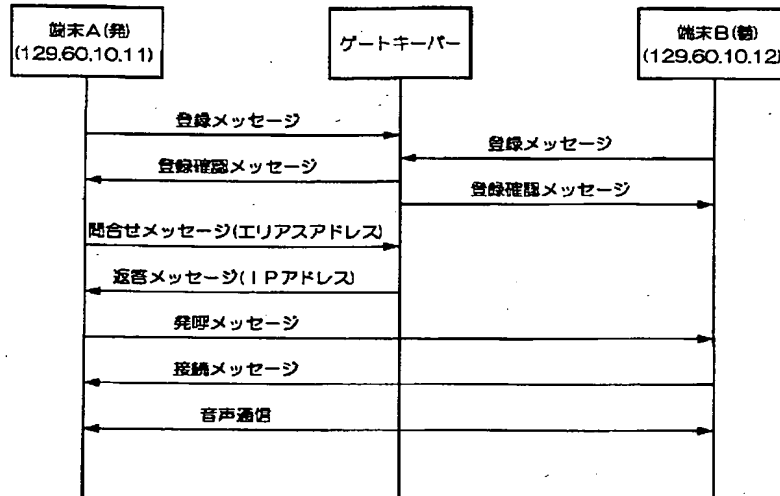 端末A(発)
(129.60.10.11)
ゲートキーパー
端末B(着)
(129.60.10.12)
登録メッセージ
登録メッセージ
登録確認メッセージ
登録確認メッセージ
問合せメッセージ(エリアスアドレス)
返答メッセージ(IPアドレス)
発呼メッセージ
接続メッセージ
音声通信